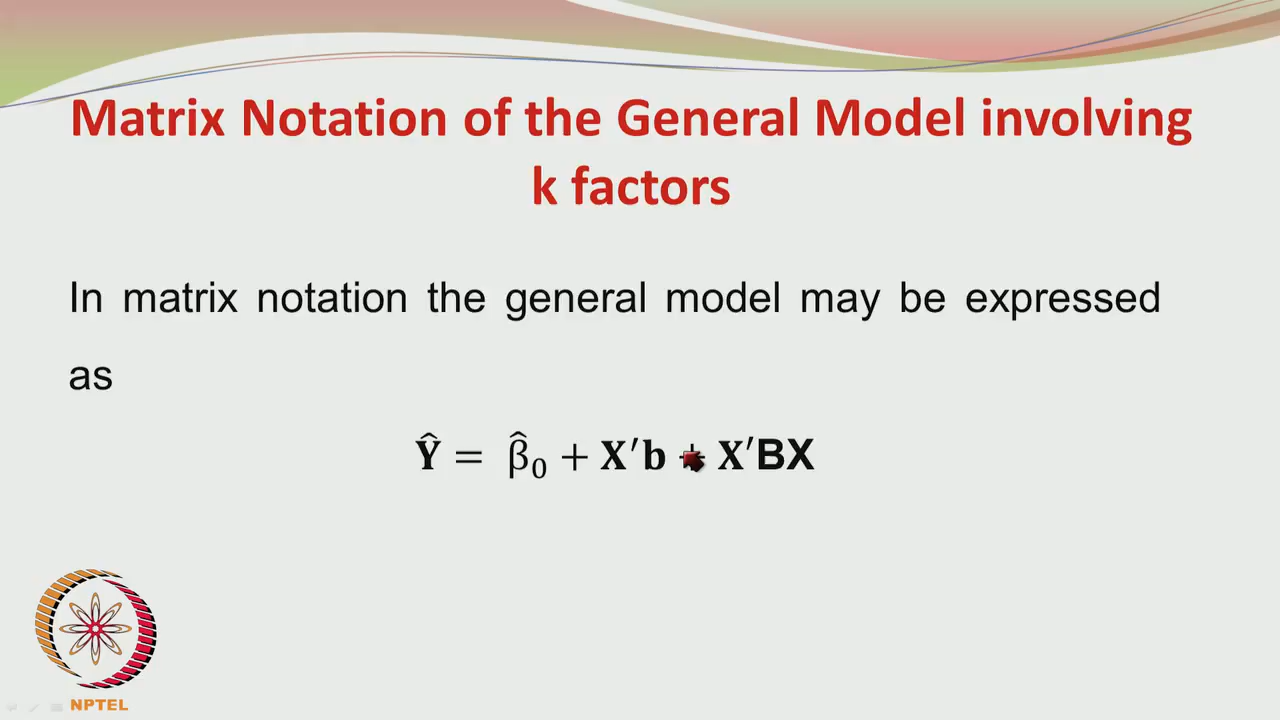 Matrix Notation of the General Model involving
k factors
In matrix notation the general model may be expressed
as
Ŷ = β̂₀ + X′b + X′BX
NPTEL